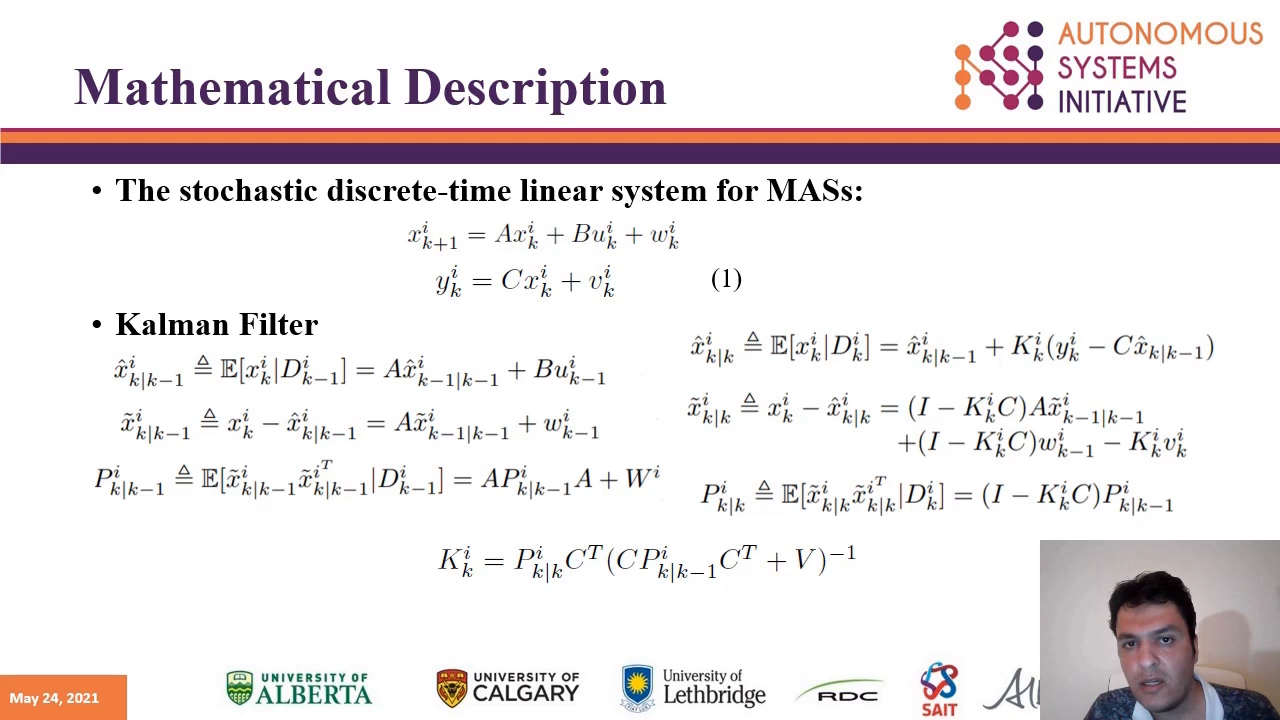 AUTONOMOUS
SYSTEMS
INITIATIVE
Mathematical Description
• The stochastic discrete-time linear system for MASs:
x^i_{k+1} = Ax^i_k + Bu^i_k + w^i_k
y^i_k = Cx^i_k + v^i_k (1)
• Kalman Filter
x̂^i_{k|k-1} ≜ 𝔼[x^i_k|D^i_{k-1}] = Ax̂^i_{k-1|k-1} + Bu^i_{k-1}
x̃^i_{k|k-1} ≜ x^i_k − x̂^i_{k|k-1} = Ax̃^i_{k-1|k-1} + w^i_{k-1}
P^i_{k|k-1} ≜ 𝔼[x̃^i_{k|k-1} x̃^{i^T}_{k|k-1}|D^i_{k-1}] = AP^i_{k|k-1}A + W^i
x̂^i_{k|k} ≜ 𝔼[x^i_k|D^i_k] = x̂^i_{k|k-1} + K^i_k(y^i_k − Cx̂_{k|k-1})
x̃^i_{k|k} ≜ x^i_k − x̂^i_{k|k} = (I − K^i_kC)Ax̃^i_{k-1|k-1}
+(I − K^i_kC)w^i_{k-1} − K^i_kv^i_k
P^i_{k|k} ≜ 𝔼[x̃^i_{k|k}x̃^{i^T}_{k|k}|D^i_k] = (I − K^i_kC)P^i_{k|k-1}
K^i_k = P^i_{k|k}C^T(CP^i_{k|k-1}C^T + V)^{-1}
May 24, 2021
UNIVERSITY OF
ALBERTA
UNIVERSITY OF
CALGARY
University of
Lethbridge
RDC
SAIT